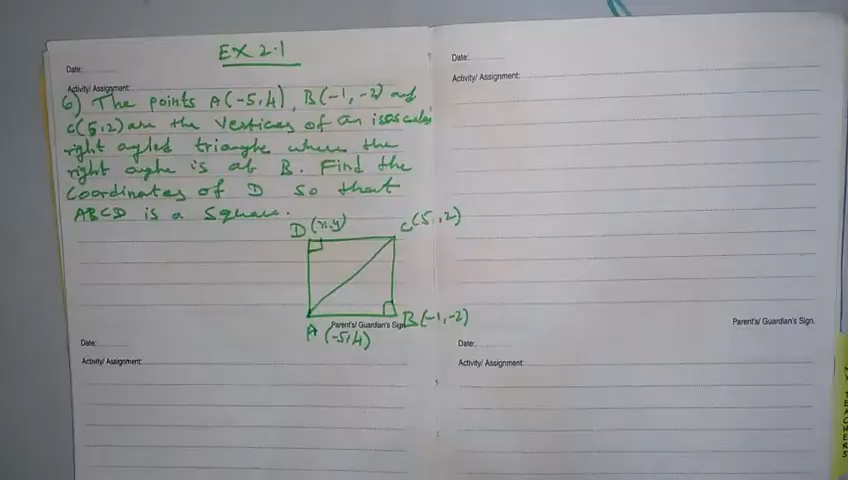 EX 2.1
Date:
Activity/ Assignment:
6) The points A(-5,4), B(-1,-2) and
C(5,2) are the vertices of an isosceles
right agled triangle where the
right angle is at B. Find the
Coordinates of D so that
ABCD is a Square.
D (x,y)
C(5,2)
A (-5,4)
B(-1,-2)
Parent's/ Guardian's Sign.
Date:
Activity/ Assignment:
Date:
Activity/ Assignment:
Parent's/ Guardian's Sign.
Date:
Activity/ Assignment: